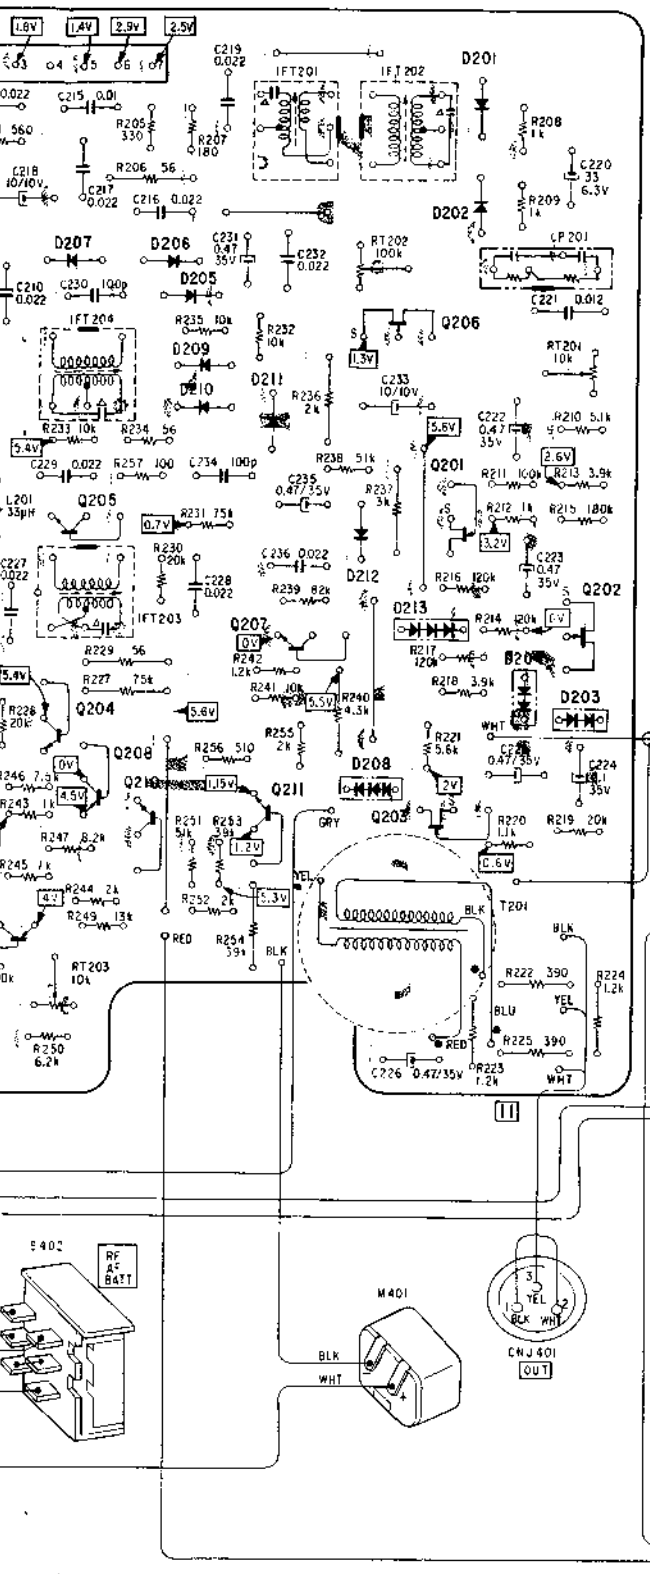 1.8V 1.4V 2.9V 2.5V
3 4 5 6 7
0.022
C215 0.01
560
R205
330
R207
180
C219
0.022
IFT201
IFT202
D201
R208
1k
C218
10/10V
C217
0.022
R206 56
C216 0.022
C220
33
6.3V
R209
1k
D202
D207
D206
C231
0.47
35V
C232
0.022
RT202
100k
CP201
C210
0.022
C230 100p
D205
C221 0.012
IFT204
R235 10k
R232
10k
S
Q206
1.3V
RT201
10k
D209
D210
D211
R236
2k
C233
10/10V
R233 10k
R234 56
5.4V
5.6V
C222
0.47
35V
R210 5.1k
2.6V
C229 0.022
R257 100
C234 100p
R238 51k
Q201
R211 100k
R213 3.9k
L201
33μH
Q205
0.7V
R231 75k
C235
0.47/35V
R237
3k
S
R212 1k
R215 180k
3.2V
C227
0.022
R230
20k
C228
0.022
C236 0.022
D212
C223
0.47
35V
R216 120k
S
Q202
IFT203
R239 82k
D213
R214 120k
0V
Q207
0V
R217
120k
R229 56
R242
1.2k
R227 75k
5.4V
R241 10k
5.5V
R240
4.3k
R218 3.9k
D203
R228
20k
Q204
5.6V
WHT
R255
2k
R221
5.6k
Q208
R256 510
0V
1.15V
D208
.2V
0.47/35V
C224
35V
R246 7.5k
R243 1k
4.5V
Q211
GRY
Q203
R220
1.1k
R219 20k
R247 8.2k
R251
51k
R253
39k
1.2V
0.6V
R245
R244 2k
4V
R249 13k
R252 2k
5.3V
YEL
T201
BLK
BLK
RED
R254
39k
BLK
RT203
10k
R222 390
R224
1.2k
YEL
BLU
R250
6.2k
RED
R225 390
C226 0.47/35V
R223
1.2k
WHT
11
S402
RF
AF
BATT
M401
BLK
WHT
+
3
YEL
1
2
BLK
WHT
CNJ401
OUT